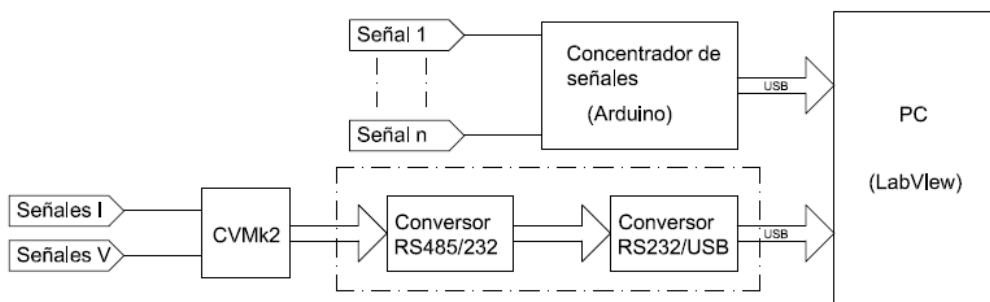 Señal 1
Concentrador de
señales
(Arduino)
USB
PC
(LabVIew)
Señal n
Señales I
Señales V
CVMk2
Conversor
RS485/232
Conversor
RS232/USB
USB